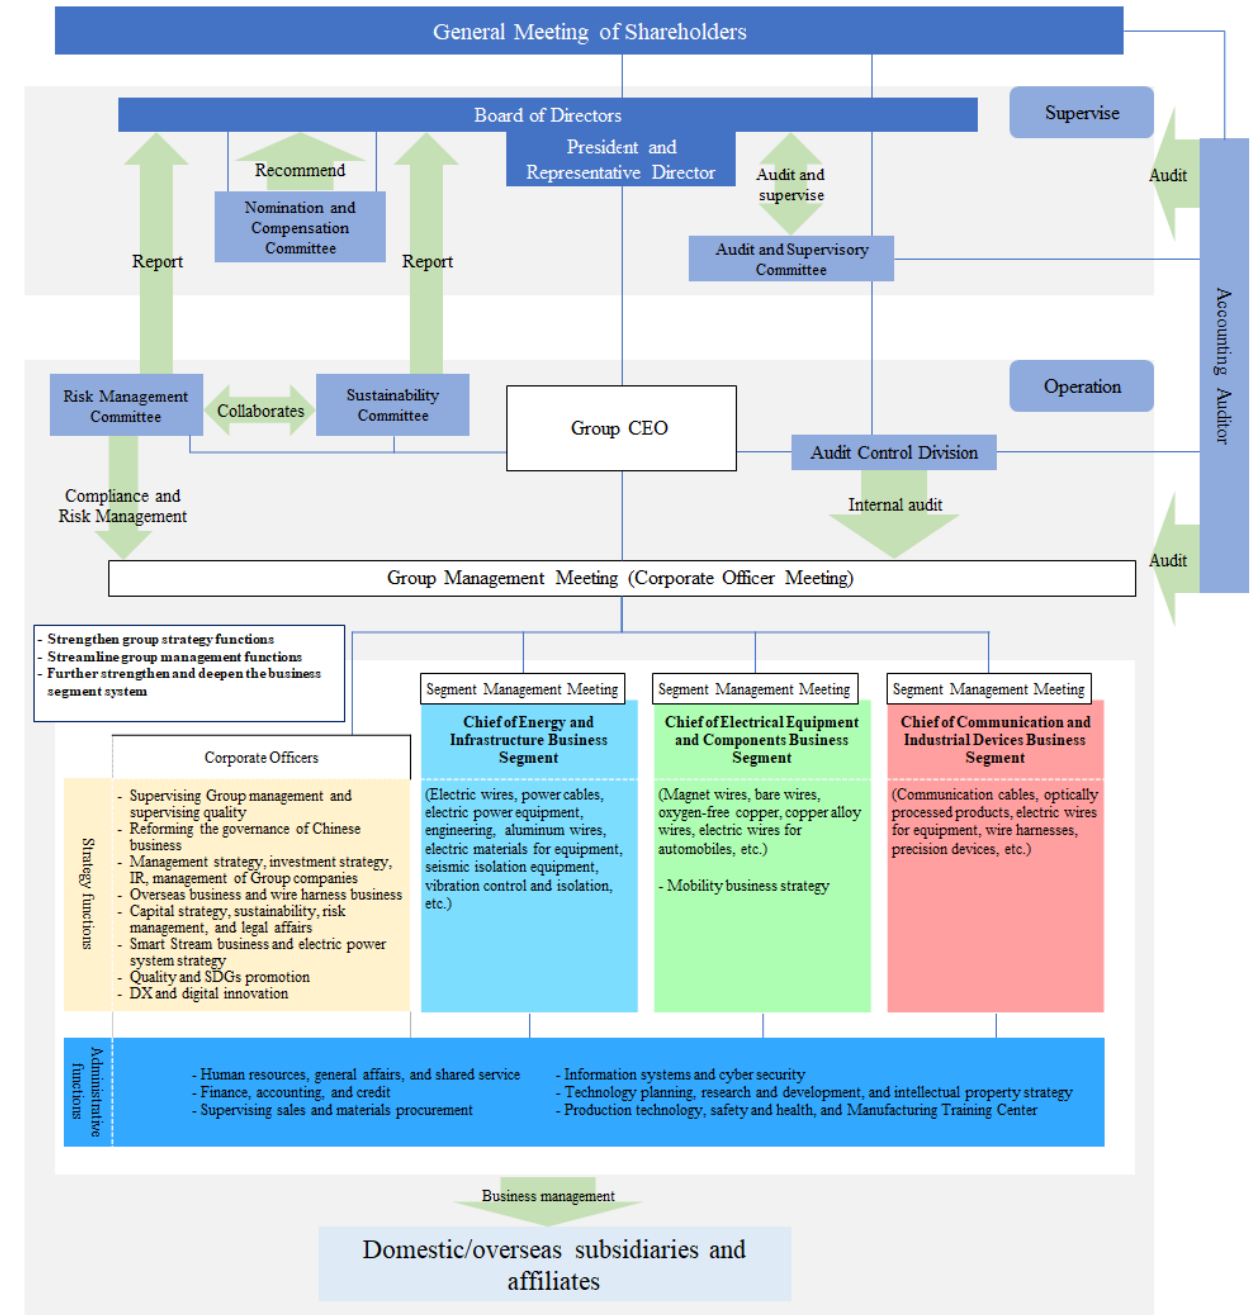 General Meeting of Shareholders
Board of Directors
Supervise
President and
Representative Director
Recommend
Audit and
supervise
Audit
Nomination and
Compensation
Committee
Audit and Supervisory
Committee
Report
Report
Accounting Auditor
Risk Management
Committee
Collaborates
Sustainability
Committee
Group CEO
Operation
Audit Control Division
Compliance and
Risk Management
Internal audit
Audit
Group Management Meeting (Corporate Officer Meeting)
- Strengthen group strategy functions
- Streamline group management functions
- Further strengthen and deepen the business
segment system
Segment Management Meeting
Segment Management Meeting
Segment Management Meeting
Corporate Officers
Chief of Energy and
Infrastructure Business
Segment
Chief of Electrical Equipment
and Components Business
Segment
Chief of Communication and
Industrial Devices Business
Segment
Strategy functions
- Supervising Group management and
supervising quality
- Reforming the governance of Chinese
business
- Management strategy, investment strategy,
IR, management of Group companies
- Overseas business and wire harness business
- Capital strategy, sustainability, risk
management, and legal affairs
- Smart Stream business and electric power
system strategy
- Quality and SDGs promotion
- DX and digital innovation
(Electric wires, power cables,
electric power equipment,
engineering, aluminum wires,
electric materials for equipment,
seismic isolation equipment,
vibration control and isolation,
etc.)
(Magnet wires, bare wires,
oxygen-free copper, copper alloy
wires, electric wires for
automobiles, etc.)
- Mobility business strategy
(Communication cables, optically
processed products, electric wires
for equipment, wire harnesses,
precision devices, etc.)
Administrative
functions
- Human resources, general affairs, and shared service
- Finance, accounting, and credit
- Supervising sales and materials procurement
- Information systems and cyber security
- Technology planning, research and development, and intellectual property strategy
- Production technology, safety and health, and Manufacturing Training Center
Business management
Domestic/overseas subsidiaries and
affiliates